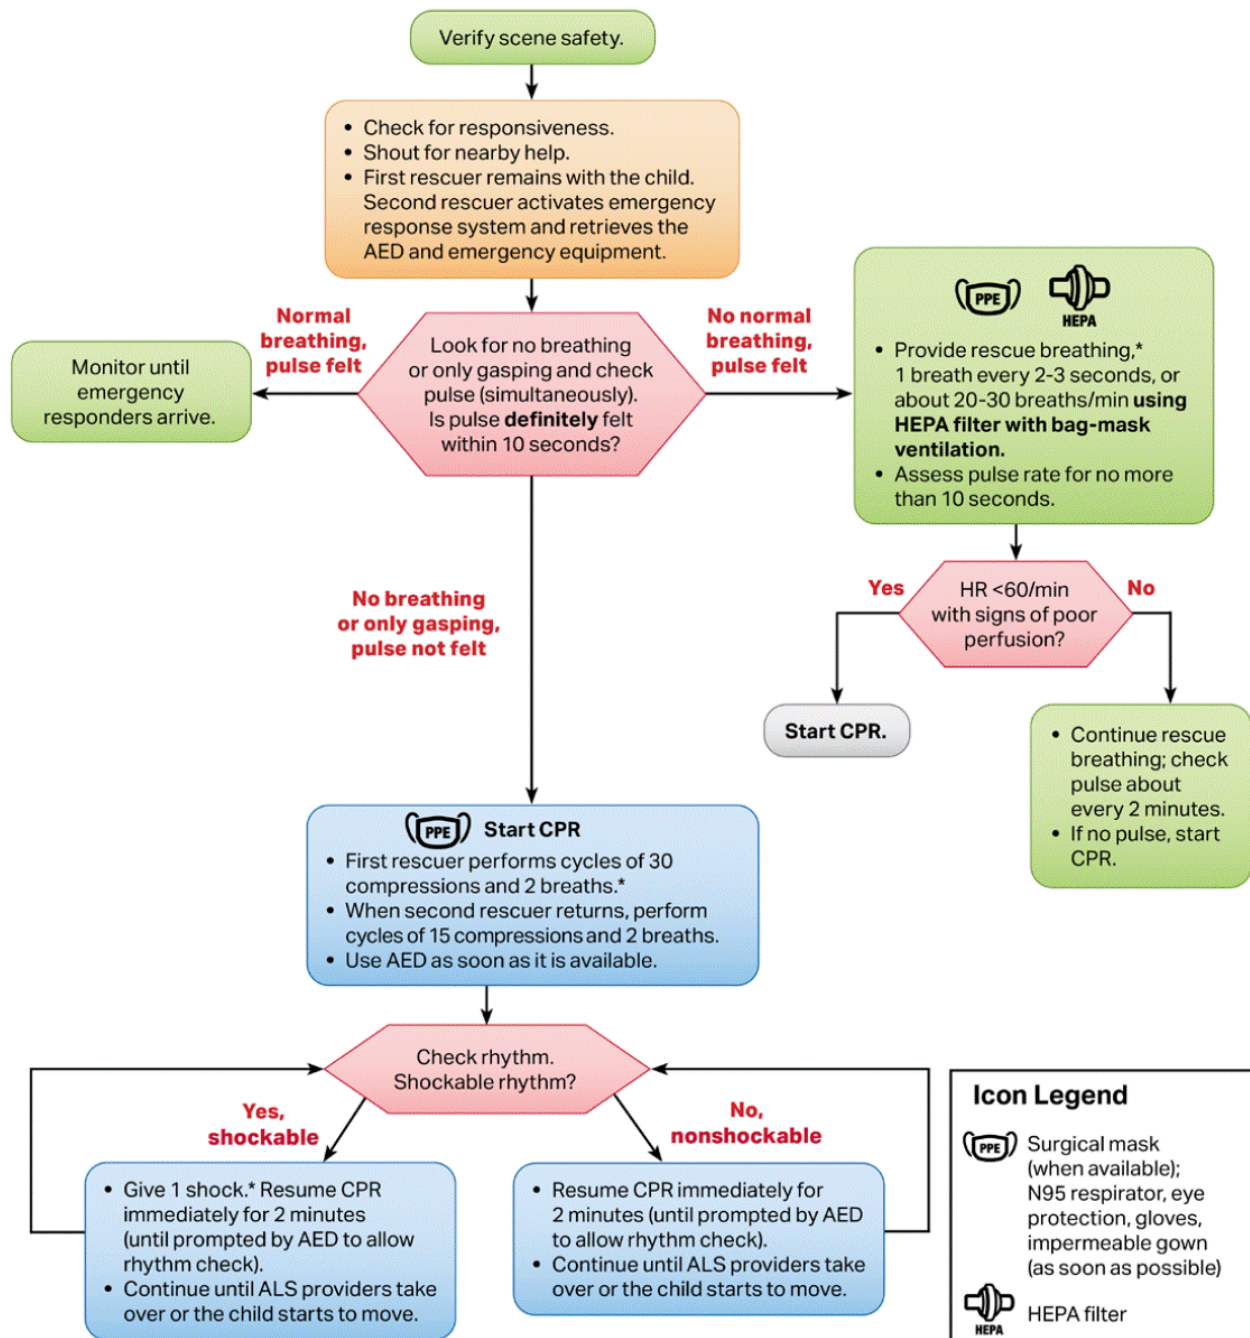 Verify scene safety.
• Check for responsiveness.
• Shout for nearby help.
• First rescuer remains with the child.
Second rescuer activates emergency
response system and retrieves the
AED and emergency equipment.
Normal
breathing,
pulse felt
Look for no breathing
or only gasping and check
pulse (simultaneously).
Is pulse definitely felt
within 10 seconds?
No normal
breathing,
pulse felt
Monitor until
emergency
responders arrive.
PPE
HEPA
• Provide rescue breathing,*
1 breath every 2-3 seconds, or
about 20-30 breaths/min using
HEPA filter with bag-mask
ventilation.
• Assess pulse rate for no more
than 10 seconds.
Yes
HR <60/min
with signs of poor
perfusion?
No
No breathing
or only gasping,
pulse not felt
Start CPR.
• Continue rescue
breathing; check
pulse about
every 2 minutes.
• If no pulse, start
CPR.
PPE Start CPR
• First rescuer performs cycles of 30
compressions and 2 breaths.*
• When second rescuer returns, perform
cycles of 15 compressions and 2 breaths.
• Use AED as soon as it is available.
Check rhythm.
Shockable rhythm?
Yes,
shockable
No,
nonshockable
• Give 1 shock.* Resume CPR
immediately for 2 minutes
(until prompted by AED to allow
rhythm check).
• Continue until ALS providers take
over or the child starts to move.
• Resume CPR immediately for
2 minutes (until prompted by AED
to allow rhythm check).
• Continue until ALS providers take
over or the child starts to move.
Icon Legend
PPE Surgical mask
(when available);
N95 respirator, eye
protection, gloves,
impermeable gown
(as soon as possible)
HEPA filter
HEPA